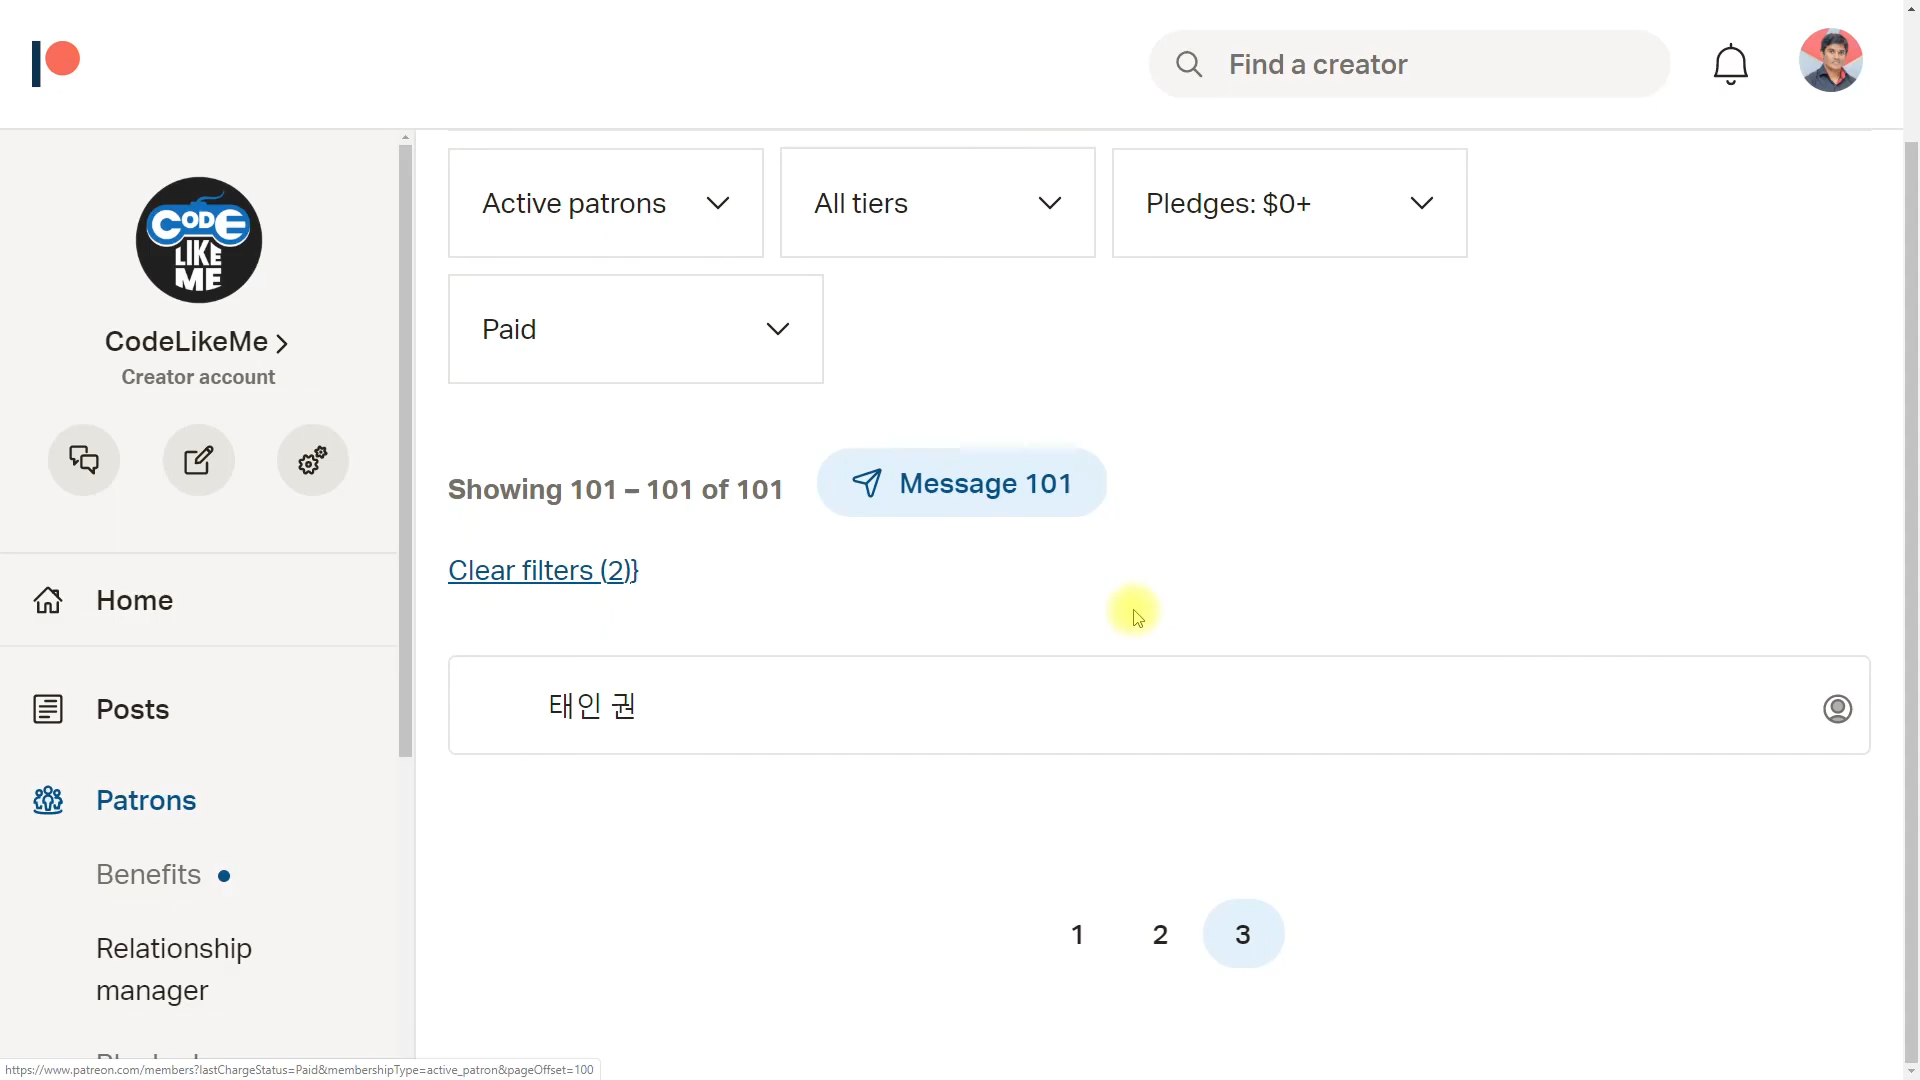 Find a creator
CODE
LIKE
ME
CodeLikeMe
Creator account
Home
Posts
Patrons
Benefits
Relationship
manager
Active patrons
All tiers
Pledges: $0+
Paid
Showing 101 – 101 of 101
Message 101
Clear filters (2)}
태인 권
1 2 3
https://www.patreon.com/members?lastChargeStatus=Paid&membershipType=active_patron&pageOffset=100